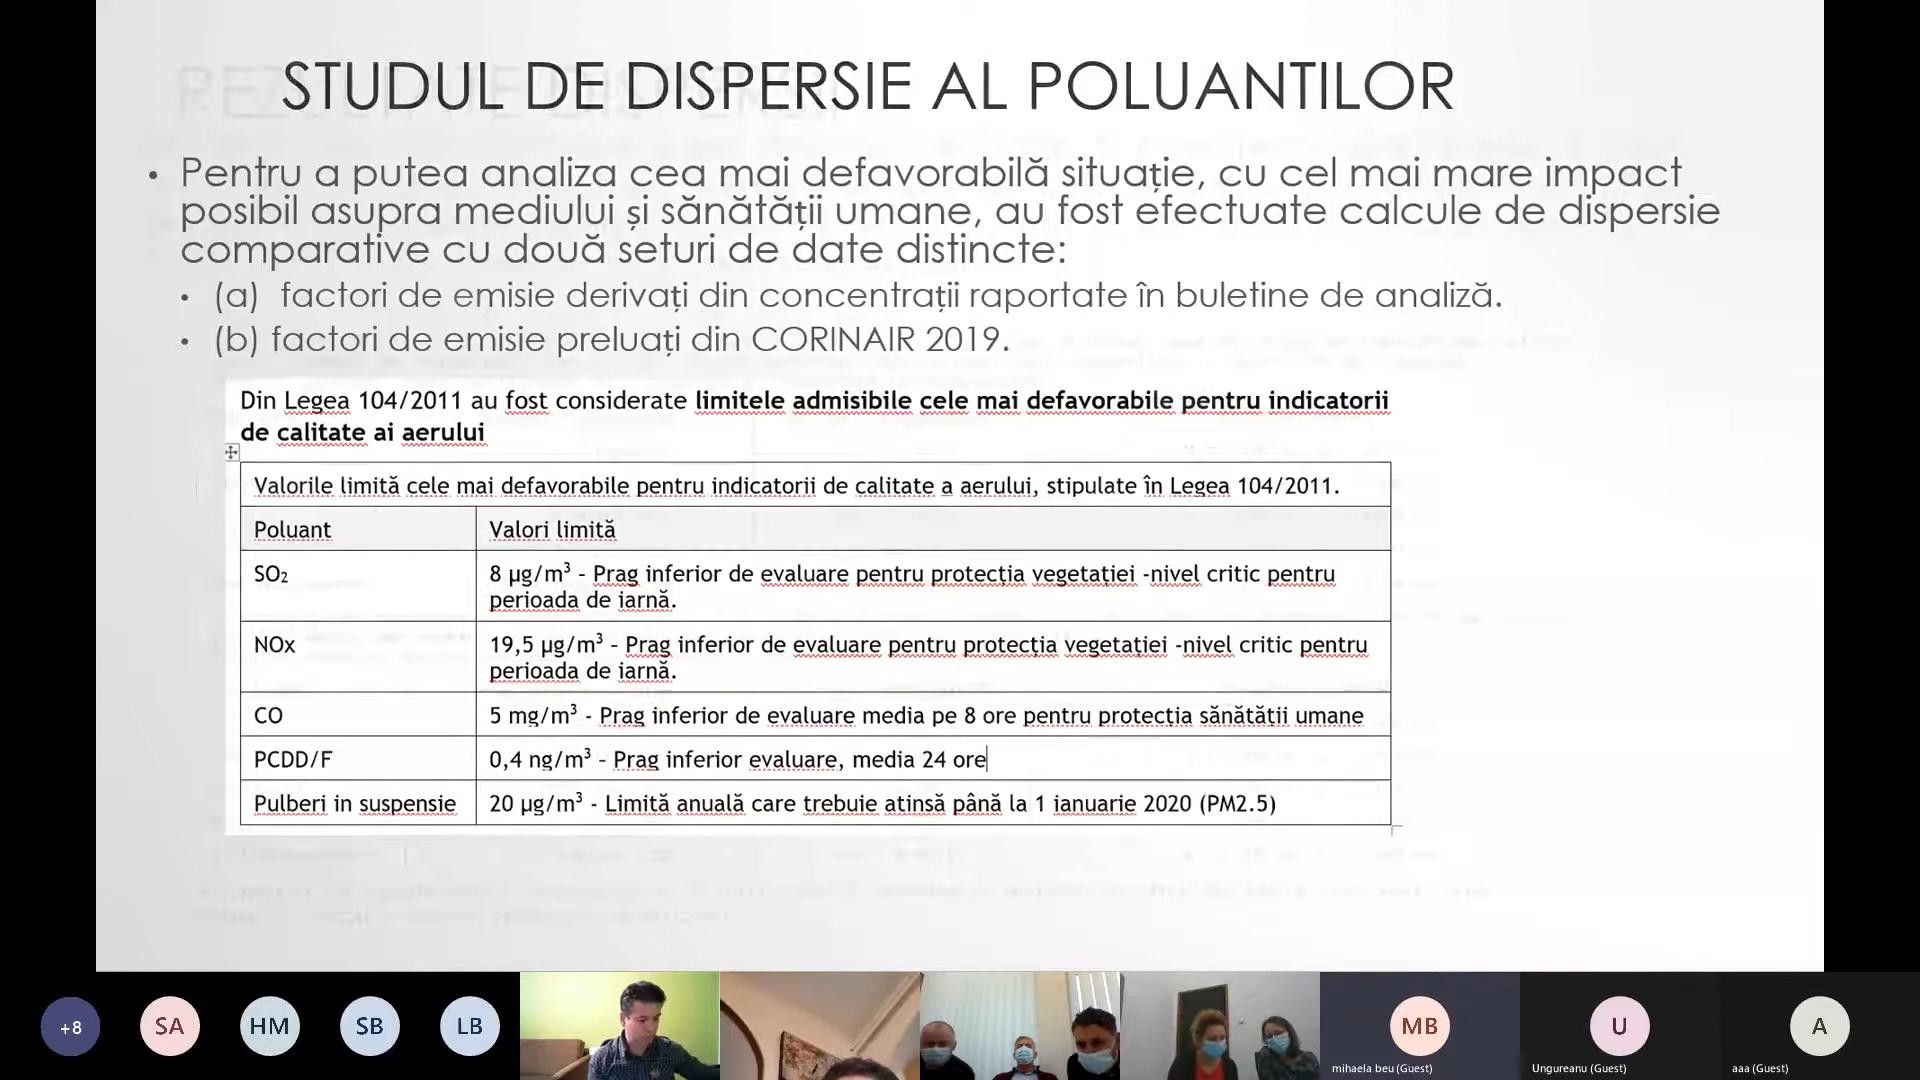 STUDUL DE DISPERSIE AL POLUANTILOR
• Pentru a putea analiza cea mai defavorabilă situație, cu cel mai mare impact
posibil asupra mediului și sănătății umane, au fost efectuate calcule de dispersie
comparative cu două seturi de date distincte:
• (a) factori de emisie derivați din concentrații raportate în buletine de analiză.
• (b) factori de emisie preluați din CORINAIR 2019.
Din Legea 104/2011 au fost considerate limitele admisibile cele mai defavorabile pentru indicatorii
de calitate ai aerului
Valorile limită cele mai defavorabile pentru indicatorii de calitate a aerului, stipulate în Legea 104/2011.
Poluant Valori limită
SO₂ 8 µg/m³ - Prag inferior de evaluare pentru protecția vegetației -nivel critic pentru
perioada de iarnă.
NOx 19,5 µg/m³ - Prag inferior de evaluare pentru protecția vegetației -nivel critic pentru
perioada de iarnă.
CO 5 mg/m³ - Prag inferior de evaluare media pe 8 ore pentru protecția sănătății umane
PCDD/F 0,4 ng/m³ - Prag inferior evaluare, media 24 ore
Pulberi in suspensie 20 µg/m³ - Limită anuală care trebuie atinsă până la 1 ianuarie 2020 (PM2.5)
+8 SA HM SB LB MB U A
mihaela beu (Guest) Ungureanu (Guest) aaa (Guest)